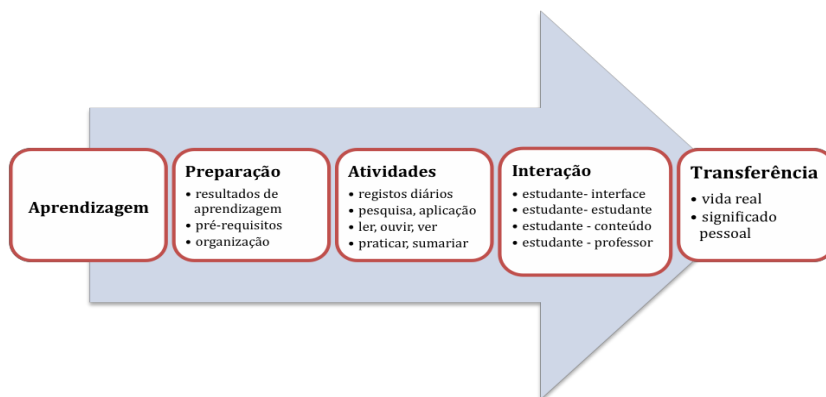 Aprendizagem
Preparação
• resultados de
aprendizagem
• pré-requisitos
• organização
Atividades
• registos diários
• pesquisa, aplicação
• ler, ouvir, ver
• praticar, sumariar
Interação
• estudante- interface
• estudante- estudante
• estudante - conteúdo
• estudante - professor
Transferência
• vida real
• significado
pessoal